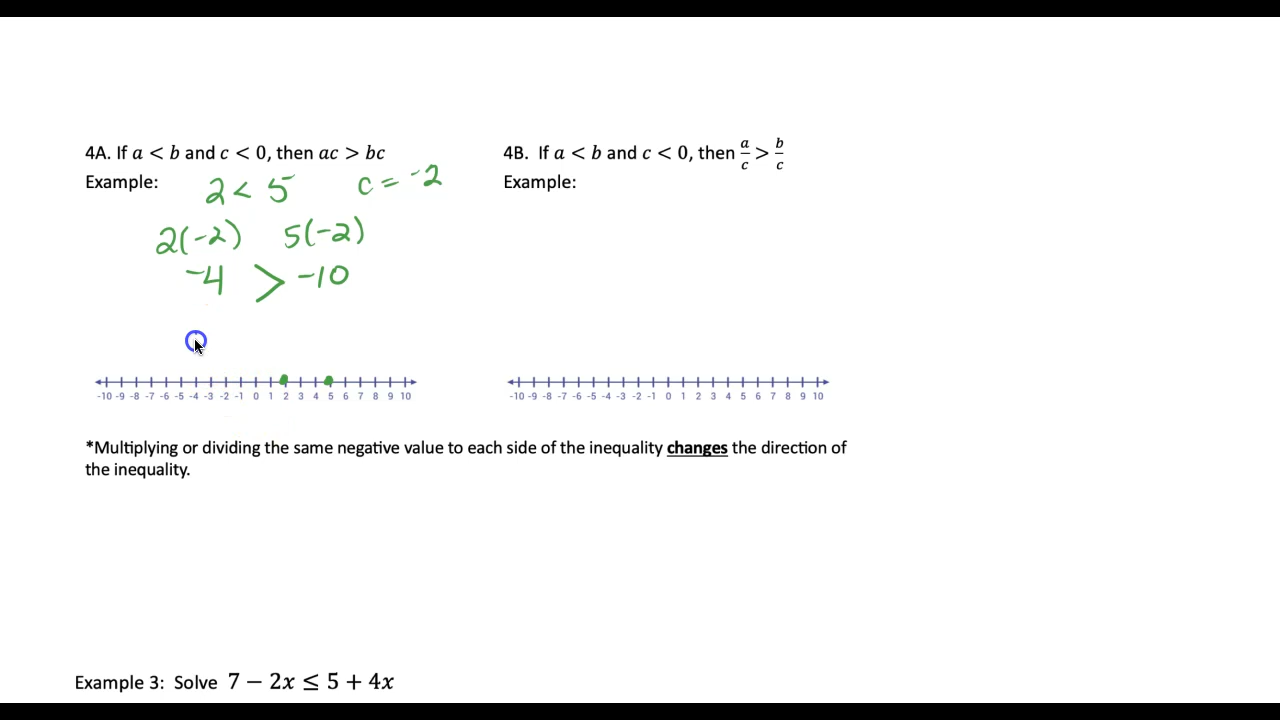 4A. If a < b and c < 0, then ac > bc
Example: 2 < 5 c = -2
2(-2) 5(-2)
-4 > -10
-10 -9 -8 -7 -6 -5 -4 -3 -2 -1 0 1 2 3 4 5 6 7 8 9 10
4B. If a < b and c < 0, then a/c > b/c
Example:
-10 -9 -8 -7 -6 -5 -4 -3 -2 -1 0 1 2 3 4 5 6 7 8 9 10
*Multiplying or dividing the same negative value to each side of the inequality changes the direction of
the inequality.
Example 3: Solve 7 − 2x ≤ 5 + 4x